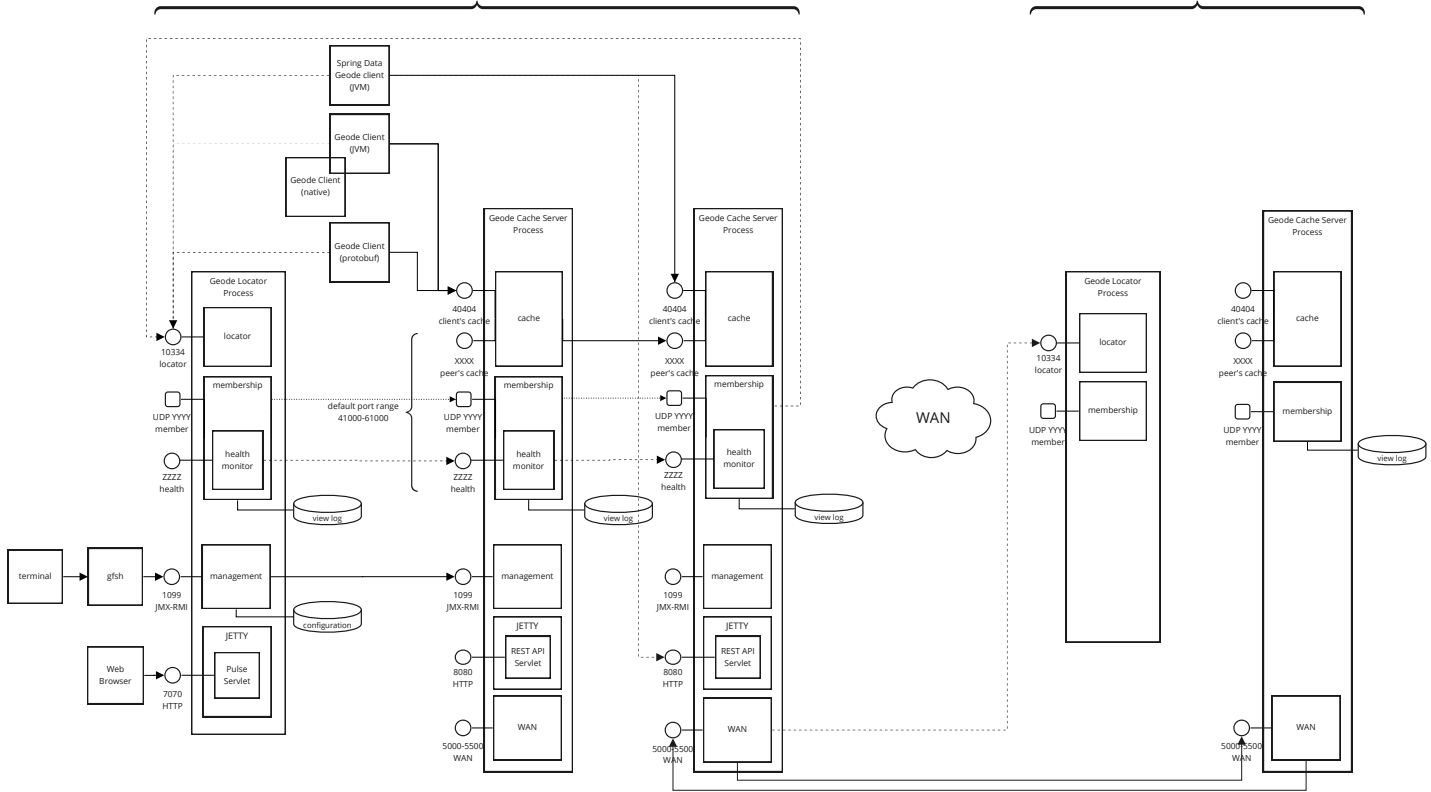 Spring Data
Geode client
(JVM)
Geode Client
(JVM)
Geode Client
(native)
Geode Client
(protobuf)
Geode Locator
Process
locator
10334
locator
membership
UDP YYYY
member
health
monitor
ZZZZ
health
view log
default port range
41000-61000
terminal
gfsh
1099
JMX-RMI
management
configuration
Web
Browser
7070
HTTP
JETTY
Pulse
Servlet
Geode Cache Server
Process
40404
client's cache
cache
XXXX
peer's cache
membership
UDP YYYY
member
health
monitor
ZZZZ
health
view log
management
1099
JMX-RMI
JETTY
REST API
Servlet
8080
HTTP
WAN
5000-5500
WAN
Geode Cache Server
Process
40404
client's cache
cache
XXXX
peer's cache
membership
UDP YYYY
member
health
monitor
ZZZZ
health
view log
management
1099
JMX-RMI
JETTY
REST API
Servlet
8080
HTTP
WAN
5000-5500
WAN
WAN
Geode Locator
Process
10334
locator
locator
UDP YYYY
member
membership
Geode Cache Server
Process
40404
client's cache
cache
XXXX
peer's cache
UDP YYYY
member
membership
view log
WAN
5000-5500
WAN